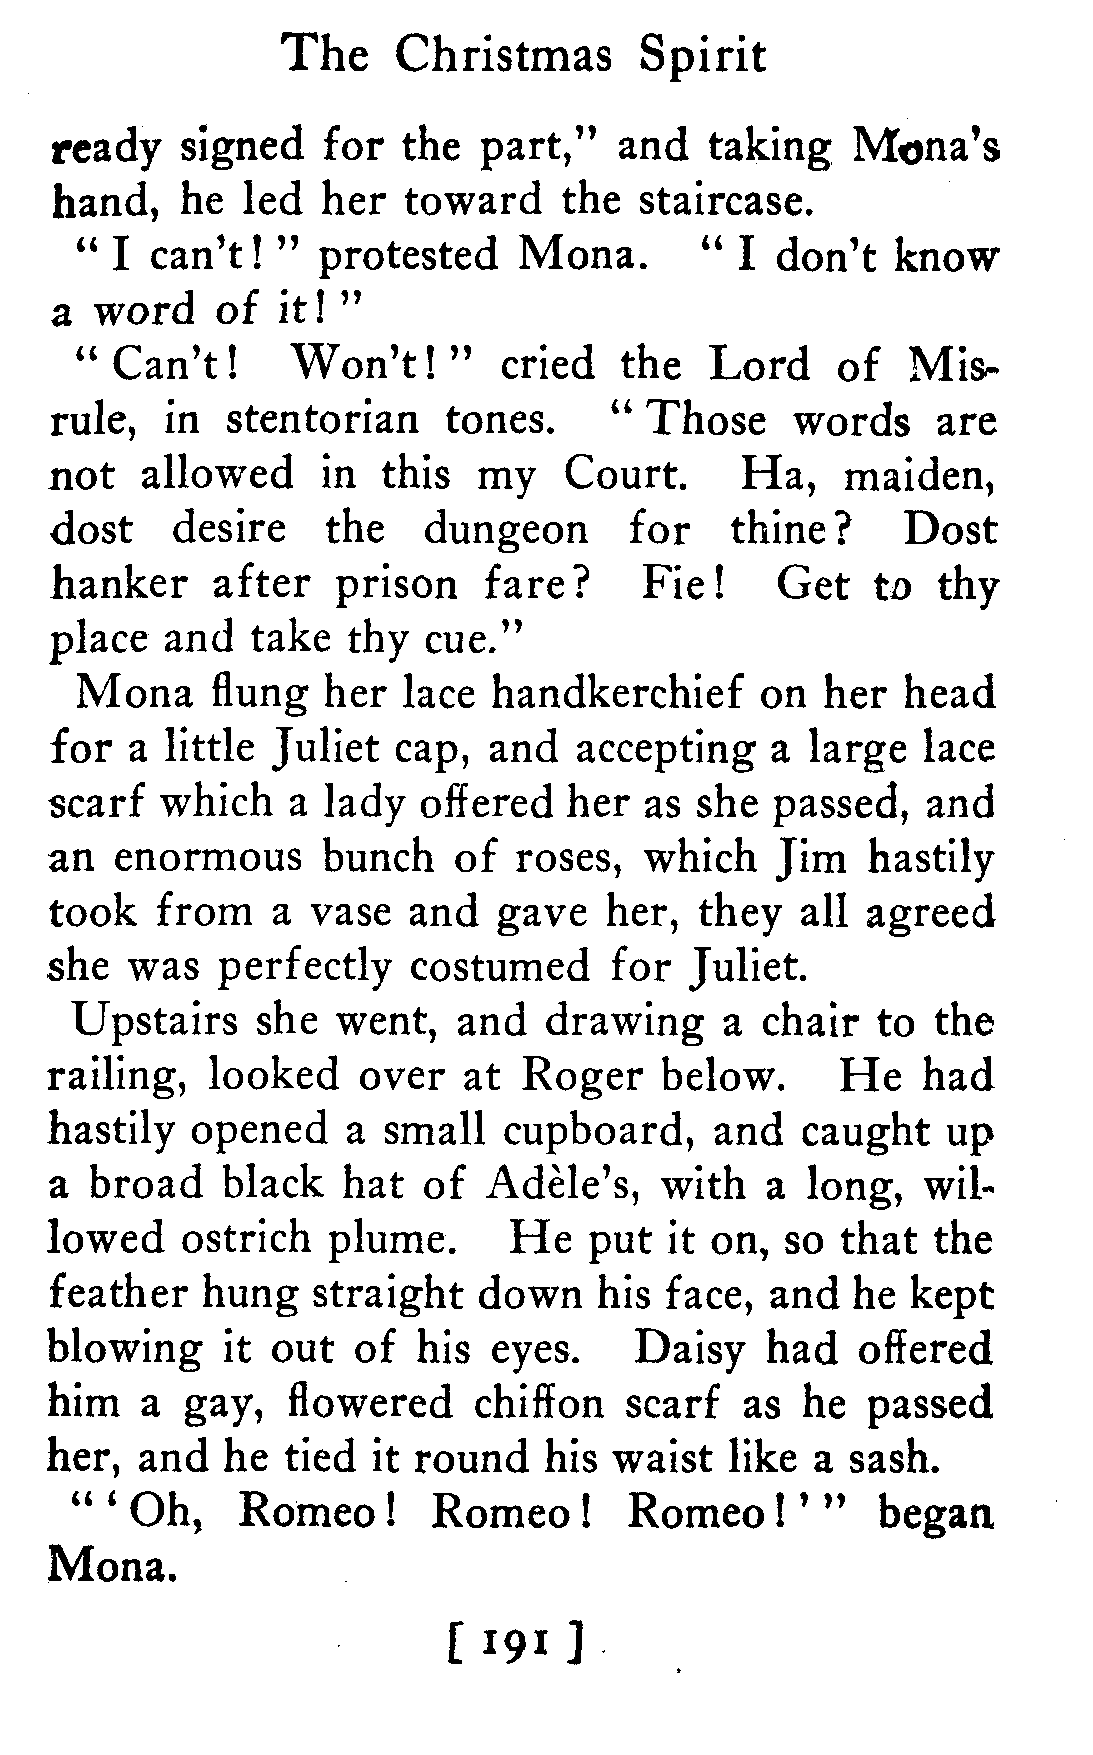 The Christmas Spirit
ready signed for the part," and taking Mona's
hand, he led her toward the staircase.
"I can't!" protested Mona. "I don't know
a word of it!"
"Can't! Won't!" cried the Lord of Mis-
rule, in stentorian tones. "Those words are
not allowed in this my Court. Ha, maiden,
dost desire the dungeon for thine? Dost
hanker after prison fare? Fie! Get to thy
place and take thy cue."
Mona flung her lace handkerchief on her head
for a little Juliet cap, and accepting a large lace
scarf which a lady offered her as she passed, and
an enormous bunch of roses, which Jim hastily
took from a vase and gave her, they all agreed
she was perfectly costumed for Juliet.
Upstairs she went, and drawing a chair to the
railing, looked over at Roger below. He had
hastily opened a small cupboard, and caught up
a broad black hat of Adèle's, with a long, wil-
lowed ostrich plume. He put it on, so that the
feather hung straight down his face, and he kept
blowing it out of his eyes. Daisy had offered
him a gay, flowered chiffon scarf as he passed
her, and he tied it round his waist like a sash.
"'Oh, Romeo! Romeo! Romeo!'" began
Mona.
[ 191 ]